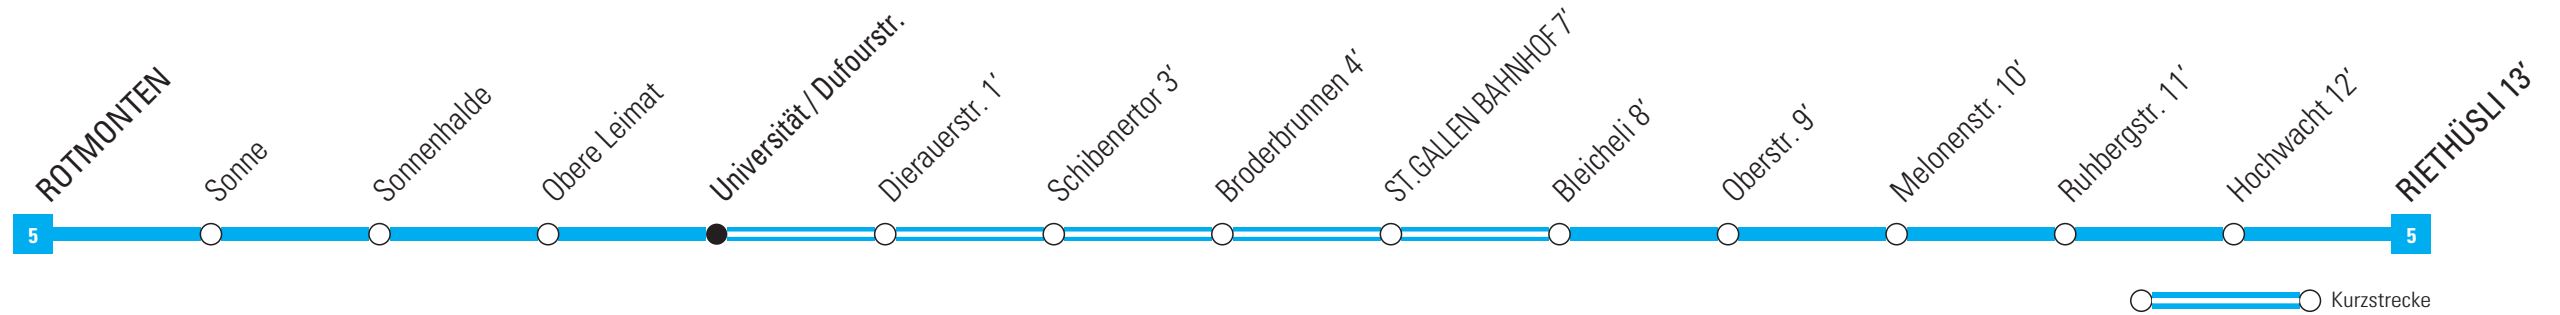 ROTMONTEN
Sonne
Sonnenhalde
Obere Leimat
Universität / Dufourstr.
Dierauerstr. 1'
Schibenertor 3'
Broderbrunnen 4'
ST.GALLEN BAHNHOF 7'
Bleicheli 8'
Oberstr. 9'
Melonenstr. 10'
Ruhbergstr. 11'
Hochwacht 12'
RIETHÜSLI 13'
5
5
Kurzstrecke